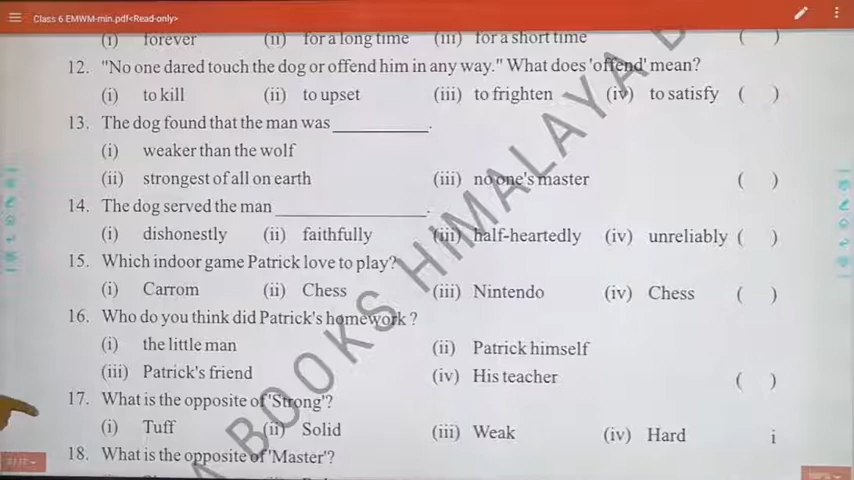 Class 6 EMWM-min.pdf<Read-only>
(i) forever (ii) for a long time (iii) for a short time ( )
12. "No one dared touch the dog or offend him in any way." What does 'offend' mean?
(i) to kill (ii) to upset (iii) to frighten (iv) to satisfy ( )
13. The dog found that the man was __________.
(i) weaker than the wolf
(ii) strongest of all on earth (iii) no one's master ( )
14. The dog served the man ________________.
(i) dishonestly (ii) faithfully (iii) half-heartedly (iv) unreliably ( )
15. Which indoor game Patrick love to play?
(i) Carrom (ii) Chess (iii) Nintendo (iv) Chess ( )
16. Who do you think did Patrick's homework ?
(i) the little man (ii) Patrick himself
(iii) Patrick's friend (iv) His teacher ( )
17. What is the opposite of 'Strong'?
(i) Tuff (ii) Solid (iii) Weak (iv) Hard i
18. What is the opposite of 'Master'?
A BOOKS HIMALAYA B